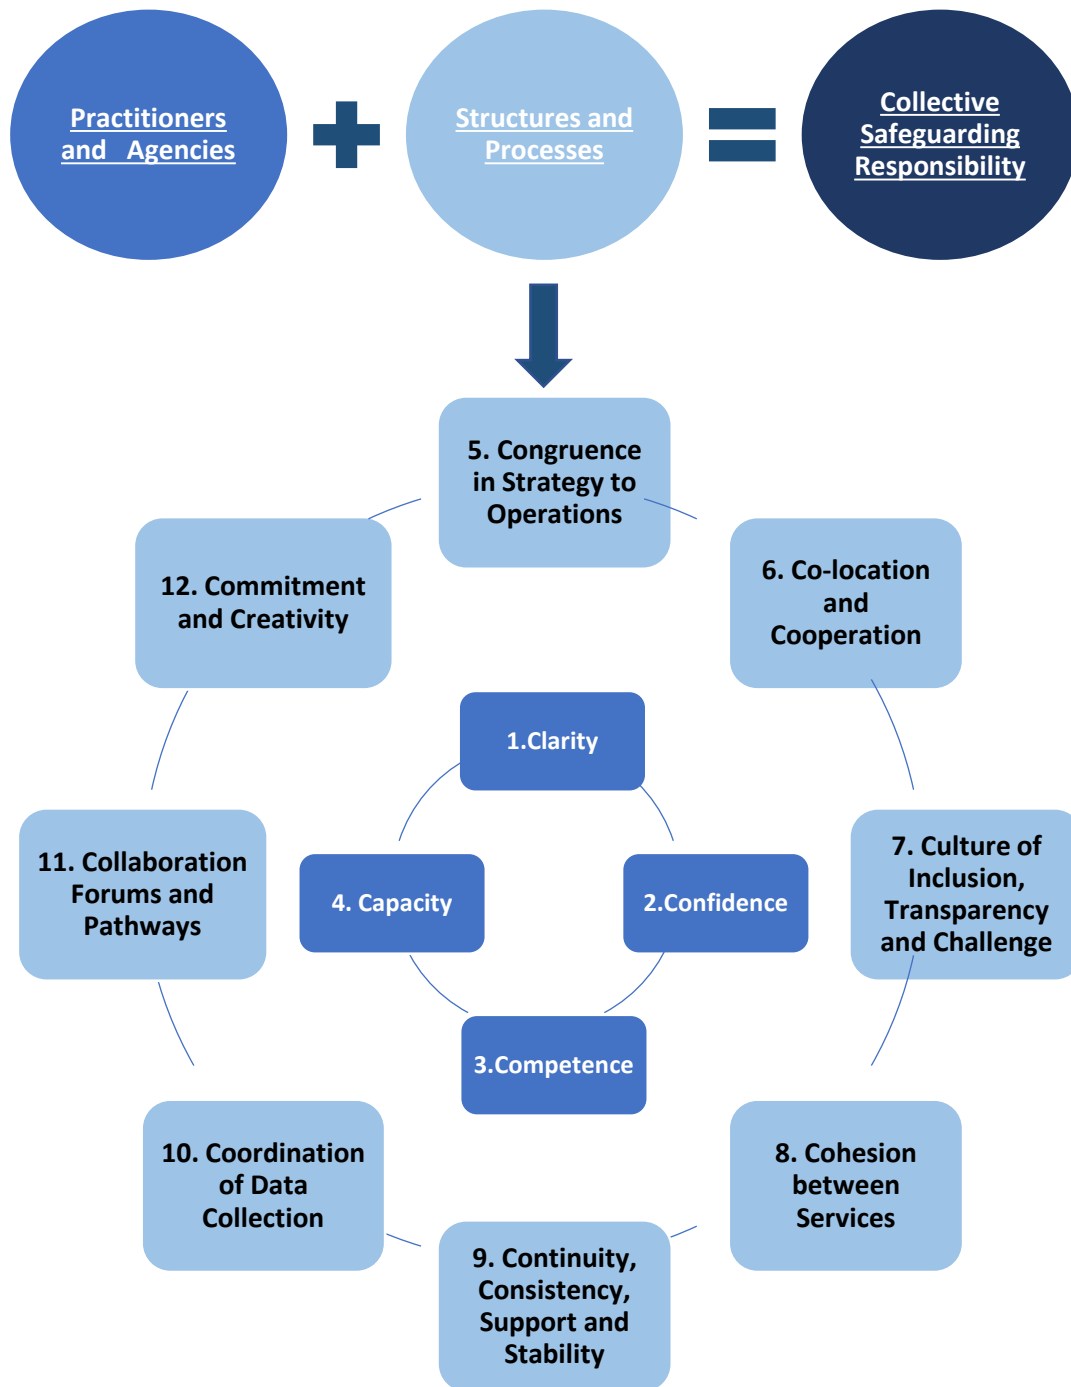 Practitioners
and Agencies
Structures and
Processes
Collective
Safeguarding
Responsibility
5. Congruence
in Strategy to
Operations
12. Commitment
and Creativity
6. Co-location
and
Cooperation
1.Clarity
11. Collaboration
Forums and
Pathways
4. Capacity
2.Confidence
7. Culture of
Inclusion,
Transparency
and Challenge
3.Competence
10. Coordination
of Data
Collection
8. Cohesion
between
Services
9. Continuity,
Consistency,
Support and
Stability